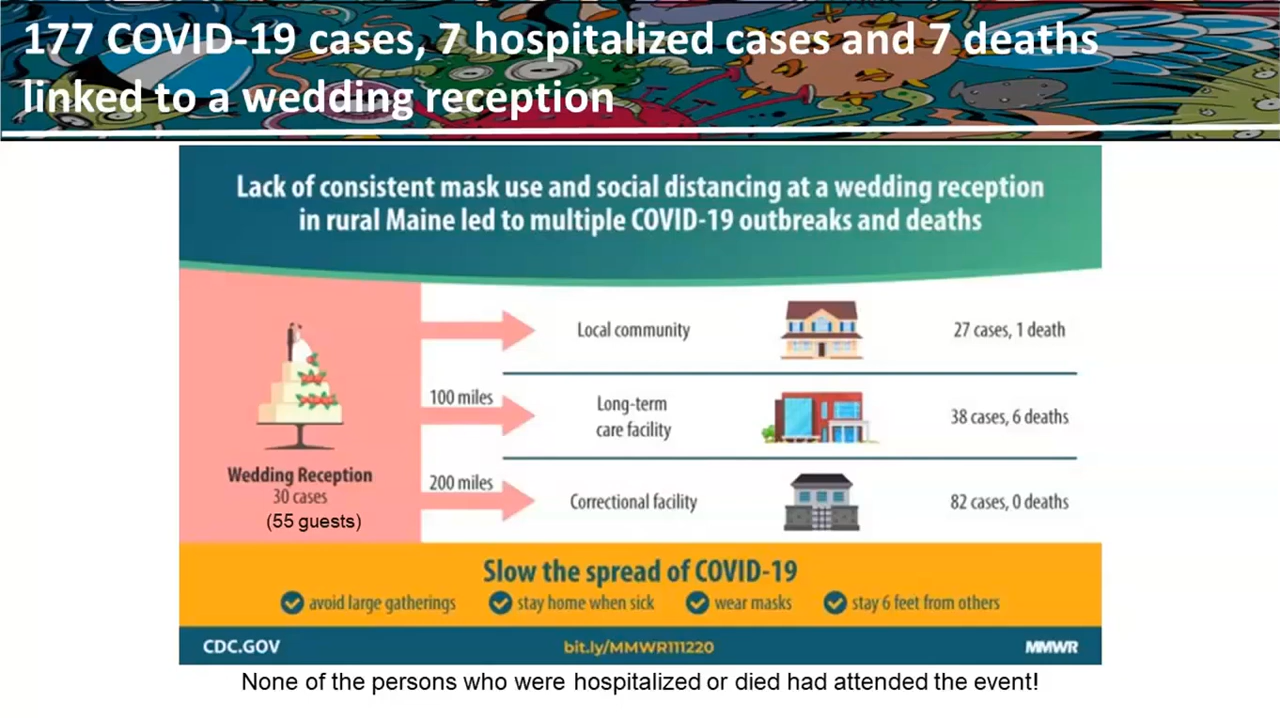 177 COVID-19 cases, 7 hospitalized cases and 7 deaths
linked to a wedding reception
Lack of consistent mask use and social distancing at a wedding reception
in rural Maine led to multiple COVID-19 outbreaks and deaths
Wedding Reception
30 cases
(55 guests)
Local community
27 cases, 1 death
100 miles
Long-term
care facility
38 cases, 6 deaths
200 miles
Correctional facility
82 cases, 0 deaths
Slow the spread of COVID-19
avoid large gatherings
stay home when sick
wear masks
stay 6 feet from others
CDC.GOV
bit.ly/MMWR111220
MMWR
None of the persons who were hospitalized or died had attended the event!